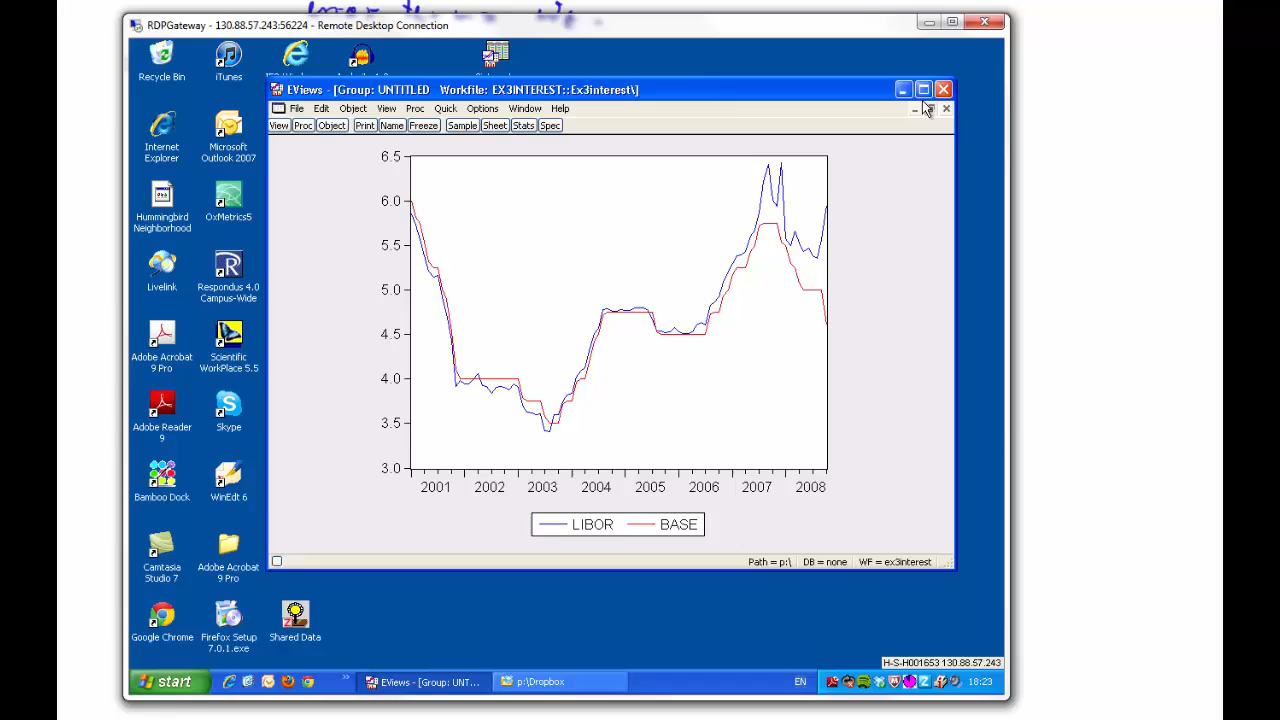 RDPGateway - 130.88.57.243:56224 - Remote Desktop Connection
Recycle Bin
iTunes
EViews - [Group: UNTITLED Workfile: EX3INTEREST::Ex3interest\]
File Edit Object View Proc Quick Options Window Help
View Proc Object Print Name Freeze Sample Sheet Stats Spec
Internet Explorer
Microsoft Outlook 2007
Hummingbird Neighborhood
OxMetrics5
Livelink
Respondus 4.0 Campus-Wide
Adobe Acrobat 9 Pro
Scientific WorkPlace 5.5
Adobe Reader 9
Skype
Bamboo Dock
WinEdt 6
Camtasia Studio 7
Adobe Acrobat 9 Pro
Google Chrome
Firefox Setup 7.0.1.exe
Shared Data
6.5
6.0
5.5
5.0
4.5
4.0
3.5
3.0
2001 2002 2003 2004 2005 2006 2007 2008
LIBOR BASE
Path = p:\ DB = none WF = ex3interest
H-S-H001653 130.88.57.243
start
EViews - [Group: UNT...
p:\Dropbox
EN
18:23